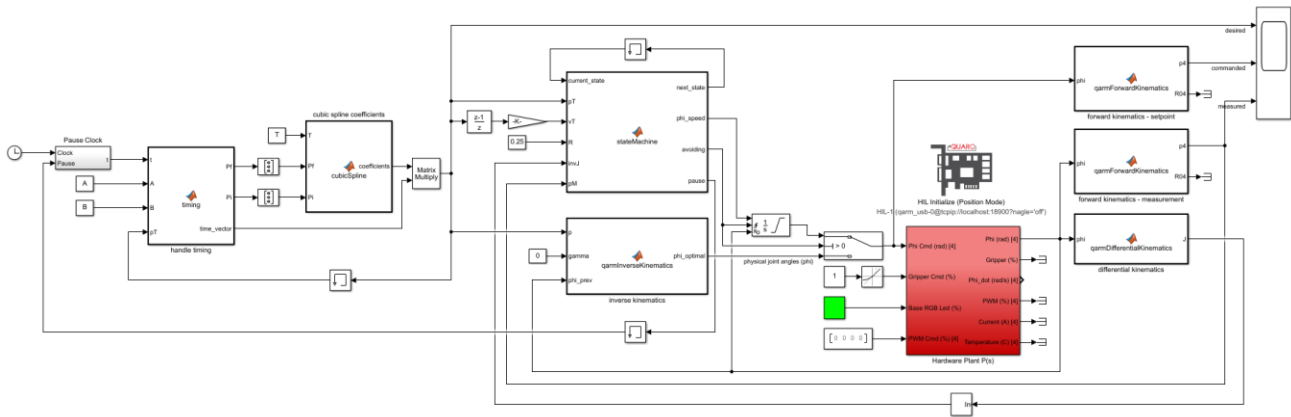 Pause Clock
Clock
Pause
t
A
B
t
A
B
pT
Pf
Pi
time_vector
timing
handle timing
cubic spline coefficients
T
T
Pf
Pi
coefficients
cubicSpline
Matrix
Multiply
z-1
z
-K-
0.25
current_state
pT
vT
R
invJ
pM
next_state
phi_speed
avoiding
pause
stateMachine
0
p
gamma
phi_prev
phi_optimal
qarmInverseKinematics
inverse kinematics
1
s
> 0
physical joint angles (phi)
QUARC
HIL Initialize (Position Mode)
HIL-1 (qarm_usb-0@tcpip://localhost:18900?nagle='off')
1
[ 0 0 0 0 ]
Phi Cmd (rad) [4]
Gripper Cmd (%)
Base RGB Led (%)
PWM Cmd (%) [4]
Phi (rad) [4]
Gripper (%)
Phi_dot (rad/s) [4]
PWM (%) [4]
Current (A) [4]
Temperature (C) [4]
Hardware Plant P(s)
phi
p4
R04
qarmForwardKinematics
forward kinematics - setpoint
phi
p4
R04
qarmForwardKinematics
forward kinematics - measurement
phi
J
qarmDifferentialKinematics
differential kinematics
desired
commanded
measured